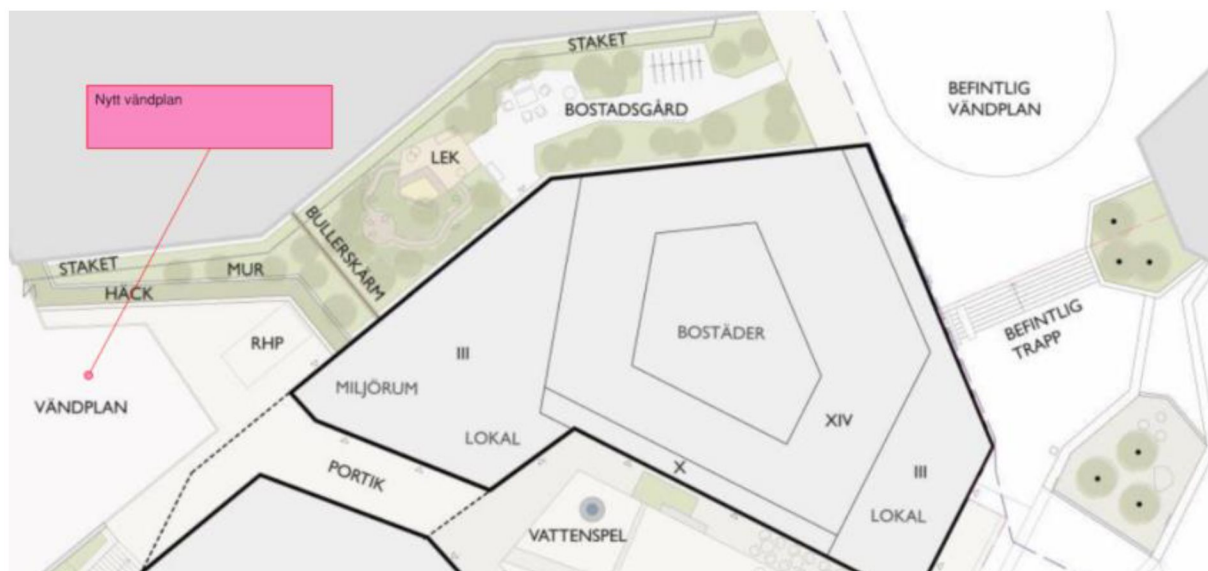 STAKET
Nytt vändplan
BOSTADSGÅRD
BEFINTLIG
VÄNDPLAN
LEK
BULLERSKÄRM
STAKET
MUR
HÄCK
RHP
BOSTÄDER
BEFINTLIG
TRAPP
III
MILJÖRUM
VÄNDPLAN
XIV
LOKAL
X
III
PORTIK
LOKAL
VATTENSPEL